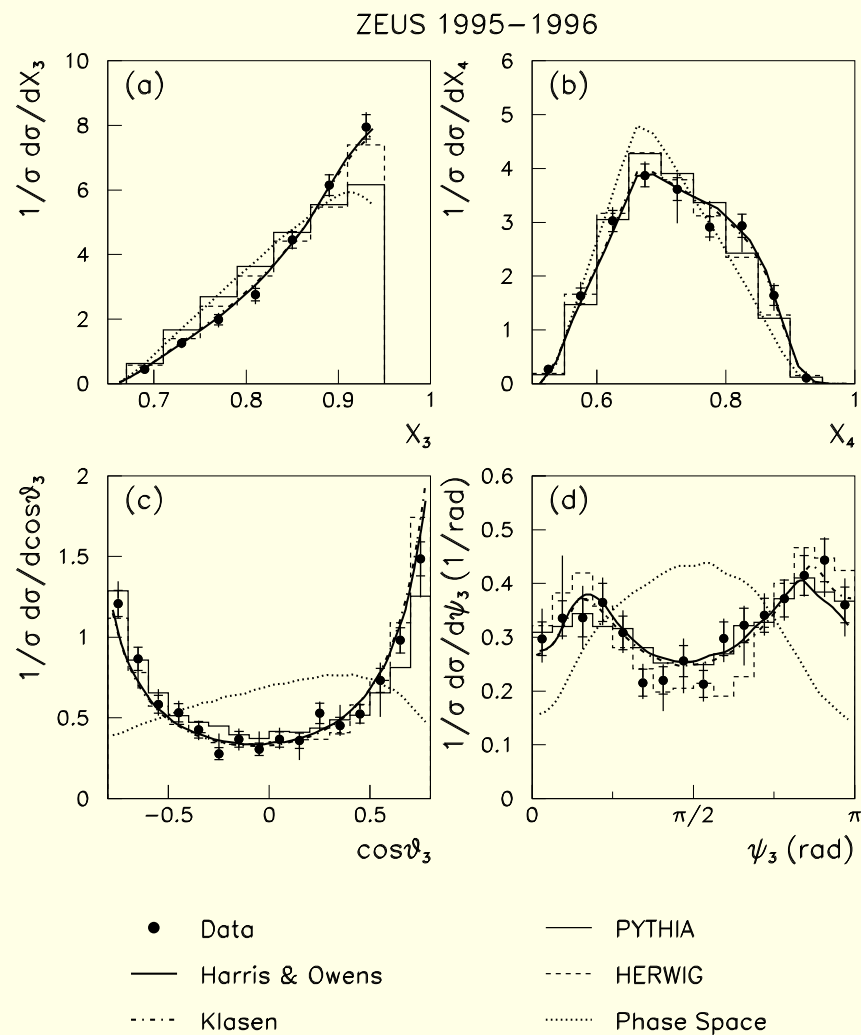 ZEUS 1995−1996
(a)
1/σ dσ/dX₃
10
8
6
4
2
0
0.7 0.8 0.9 1
X₃
(b)
1/σ dσ/dX₄
6
5
4
3
2
1
0
0.6 0.8 1
X₄
(c)
1/σ dσ/dcosϑ₃
2
1.5
1
0.5
0
−0.5 0 0.5
cosϑ₃
(d)
1/σ dσ/dψ₃ (1/rad)
0.6
0.5
0.4
0.3
0.2
0.1
0
0 π/2 π
ψ₃ (rad)
Data
Harris & Owens
Klasen
PYTHIA
HERWIG
Phase Space